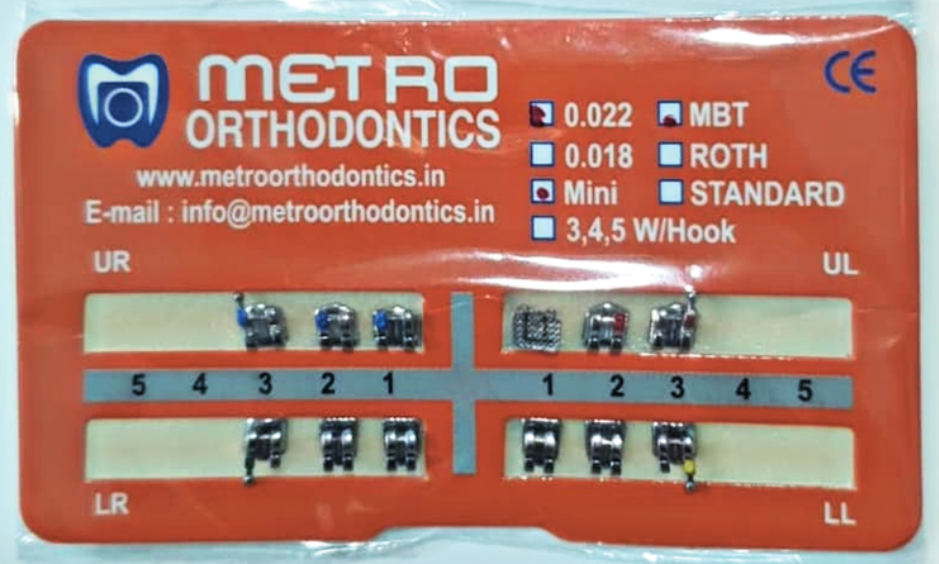 METRO
ORTHODONTICS
www.metroorthodontics.in
E-mail : info@metroorthodontics.in
CE
0.022 MBT
0.018 ROTH
Mini STANDARD
3,4,5 W/Hook
UR UL
5 4 3 2 1 1 2 3 4 5
LR LL